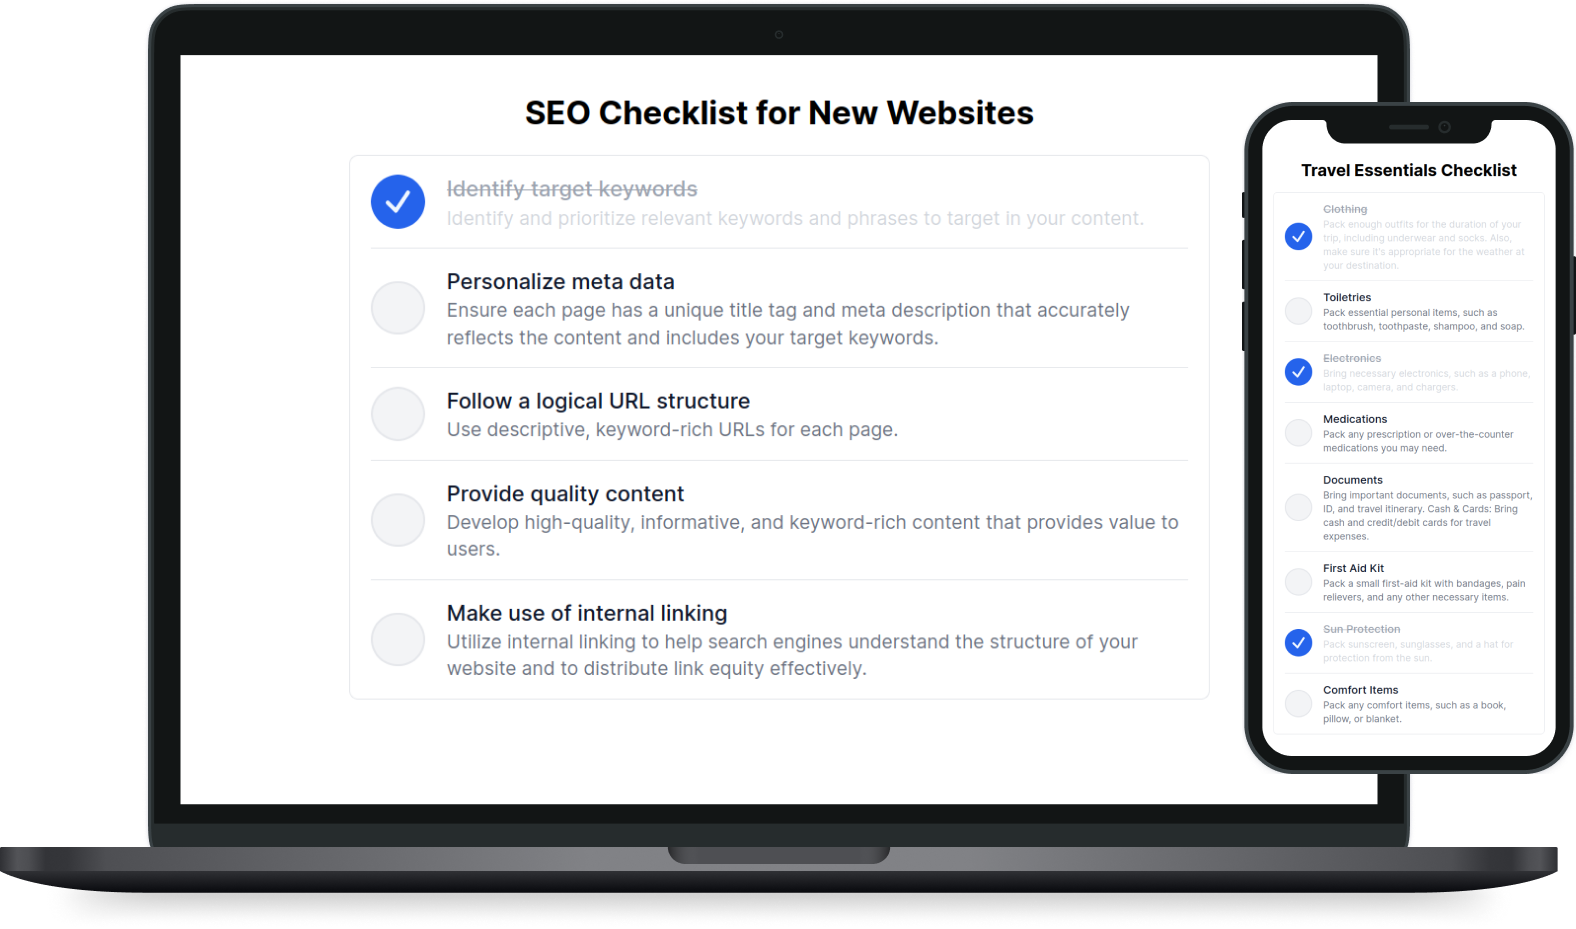 SEO Checklist for New Websites
Identify target keywords
Identify and prioritize relevant keywords and phrases to target in your content.
Personalize meta data
Ensure each page has a unique title tag and meta description that accurately
reflects the content and includes your target keywords.
Follow a logical URL structure
Use descriptive, keyword-rich URLs for each page.
Provide quality content
Develop high-quality, informative, and keyword-rich content that provides value to
users.
Make use of internal linking
Utilize internal linking to help search engines understand the structure of your
website and to distribute link equity effectively.
Travel Essentials Checklist
Clothing
Pack enough outfits for the duration of your
trip, including underwear and socks. Also,
make sure it's appropriate for the weather at
your destination.
Toiletries
Pack essential personal items, such as
toothbrush, toothpaste, shampoo, and soap.
Electronics
Bring necessary electronics, such as a phone,
laptop, camera, and chargers.
Medications
Pack any prescription or over-the-counter
medications you may need.
Documents
Bring important documents, such as passport,
ID, and travel itinerary. Cash & Cards: Bring
cash and credit/debit cards for travel
expenses.
First Aid Kit
Pack a small first-aid kit with bandages, pain
relievers, and any other necessary items.
Sun Protection
Pack sunscreen, sunglasses, and a hat for
protection from the sun.
Comfort Items
Pack any comfort items, such as a book,
pillow, or blanket.